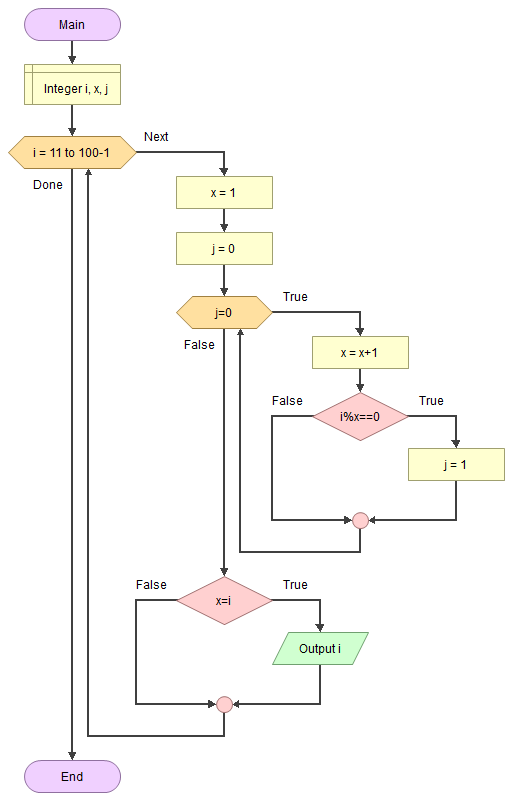 Main
Integer i, x, j
i = 11 to 100-1
Next
Done
x = 1
j = 0
j=0
True
False
x = x+1
False
True
i%x==0
j = 1
False
True
x=i
Output i
End